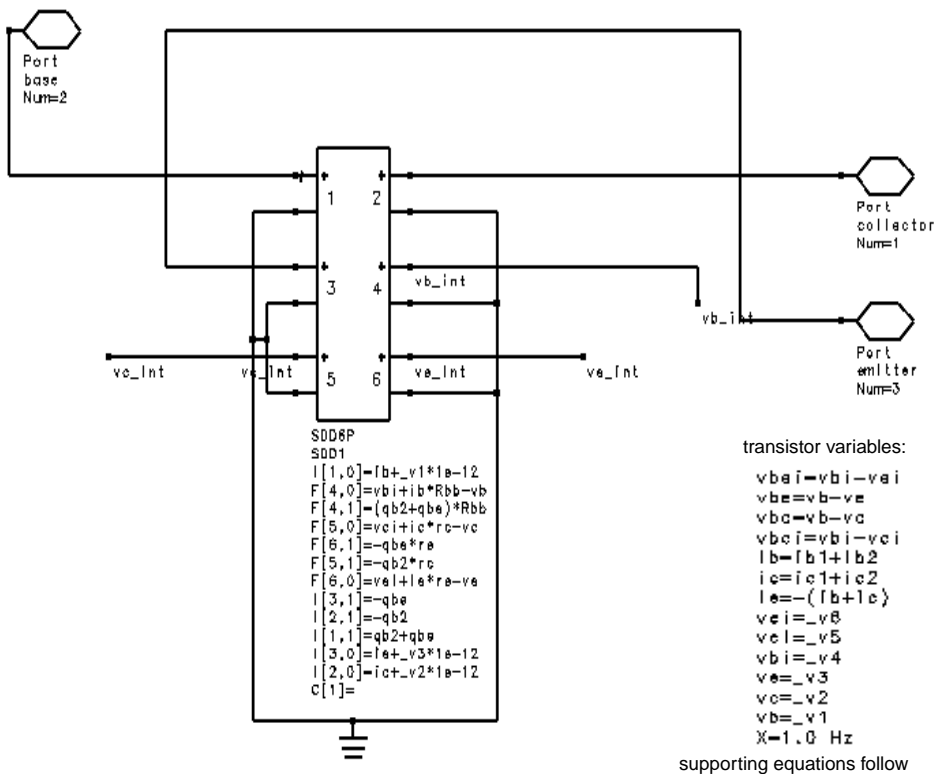 Port
base
Num=2
1
2
Port
collector
Num=1
3
4
vb_int
vb_int
vc_int
vc_int
ve_int
ve_int
5
6
Port
emitter
Num=3
SDD6P
SDD1
I[1,0]=ib+_v1*1e-12
F[4,0]=vbi+ib*Rbb-vb
F[4,1]=(qb2+qbe)*Rbb
F[5,0]=vci+ic*rc-vc
F[6,1]=-qbe*re
F[5,1]=-qb2*rc
F[6,0]=vei+ie*re-ve
I[3,1]=-qbe
I[2,1]=-qb2
I[1,1]=qb2+qbe
I[3,0]=ie+_v3*1e-12
I[2,0]=ic+_v2*1e-12
C[1]=
transistor variables:
vbei=vbi-vei
vbe=vb-ve
vbc=vb-vc
vbci=vbi-vci
ib=ib1+ib2
ic=ic1+ic2
ie=-(ib+ic)
vei=_v6
vci=_v5
vbi=_v4
ve=_v3
vc=_v2
vb=_v1
X=1.0 Hz
supporting equations follow